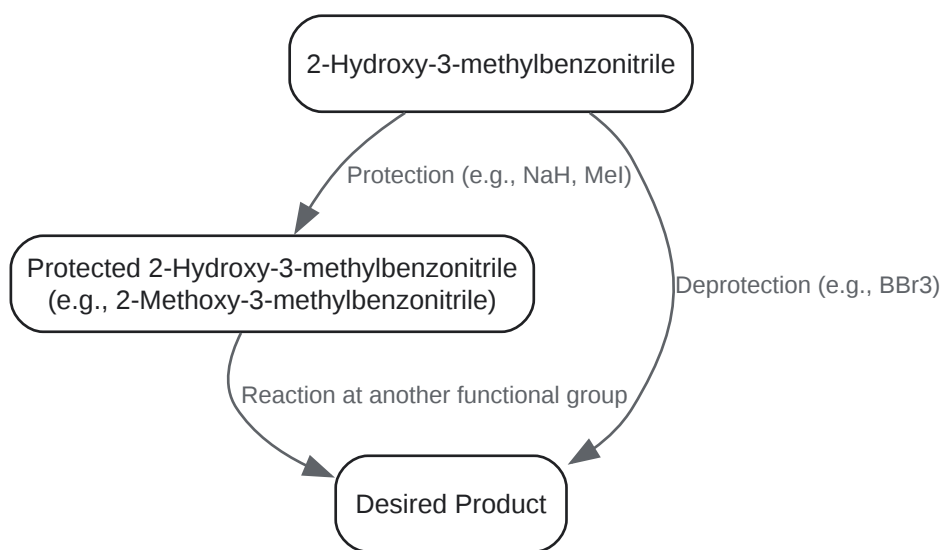 2-Hydroxy-3-methylbenzonitrile
Protection (e.g., NaH, MeI)
Protected 2-Hydroxy-3-methylbenzonitrile
(e.g., 2-Methoxy-3-methylbenzonitrile)
Deprotection (e.g., BBr3)
Reaction at another functional group
Desired Product